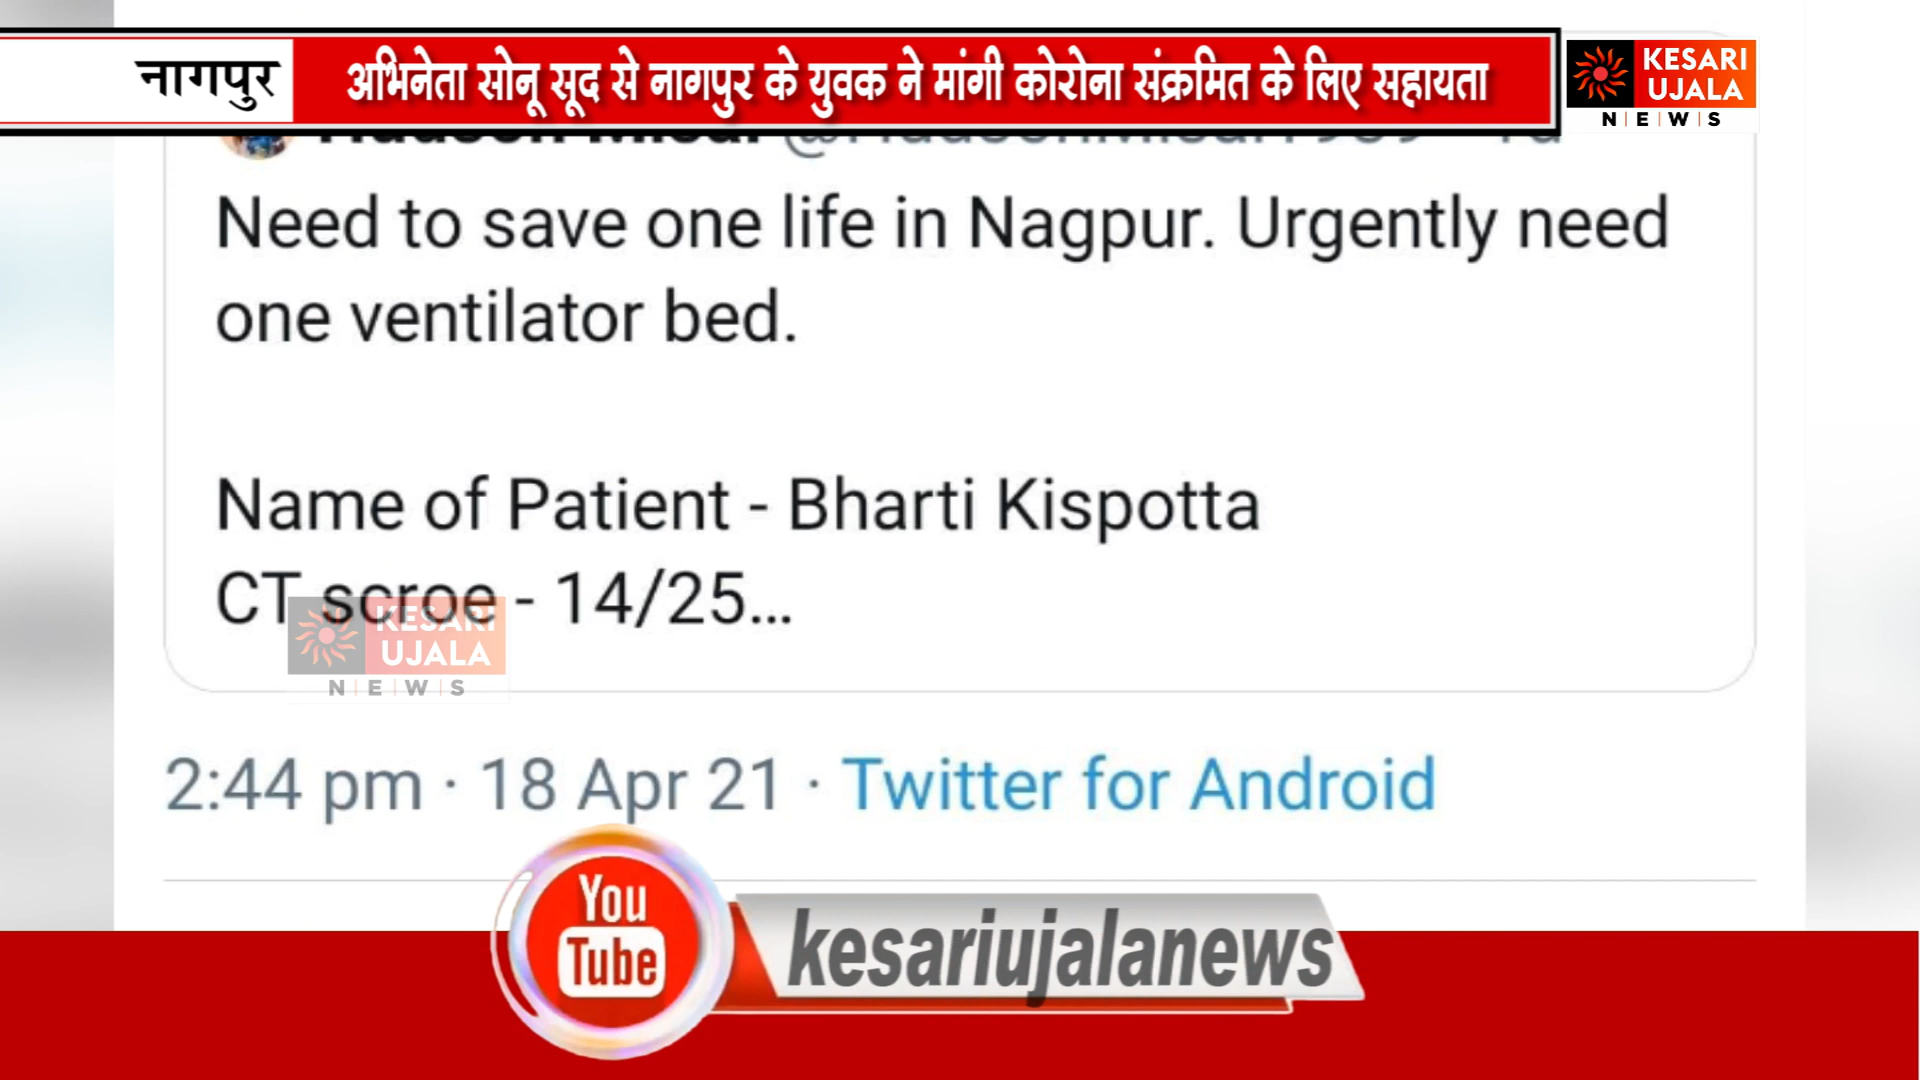 नागपुर
अभिनेता सोनू सूद से नागपुर के युवक ने मांगी कोरोना संक्रमित के लिए सहायता
KESARI
UJALA
N|E|W|S
Need to save one life in Nagpur. Urgently need
one ventilator bed.
Name of Patient - Bharti Kispotta
CT scroe - 14/25...
KESARI
UJALA
N|E|W|S
2:44 pm · 18 Apr 21 · Twitter for Android
You
Tube
kesariujalanews